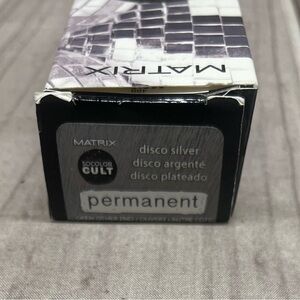 MATRIX
MATRIX
SOCOLOR
CULT
disco silver
disco argenté
disco plateado
permanent